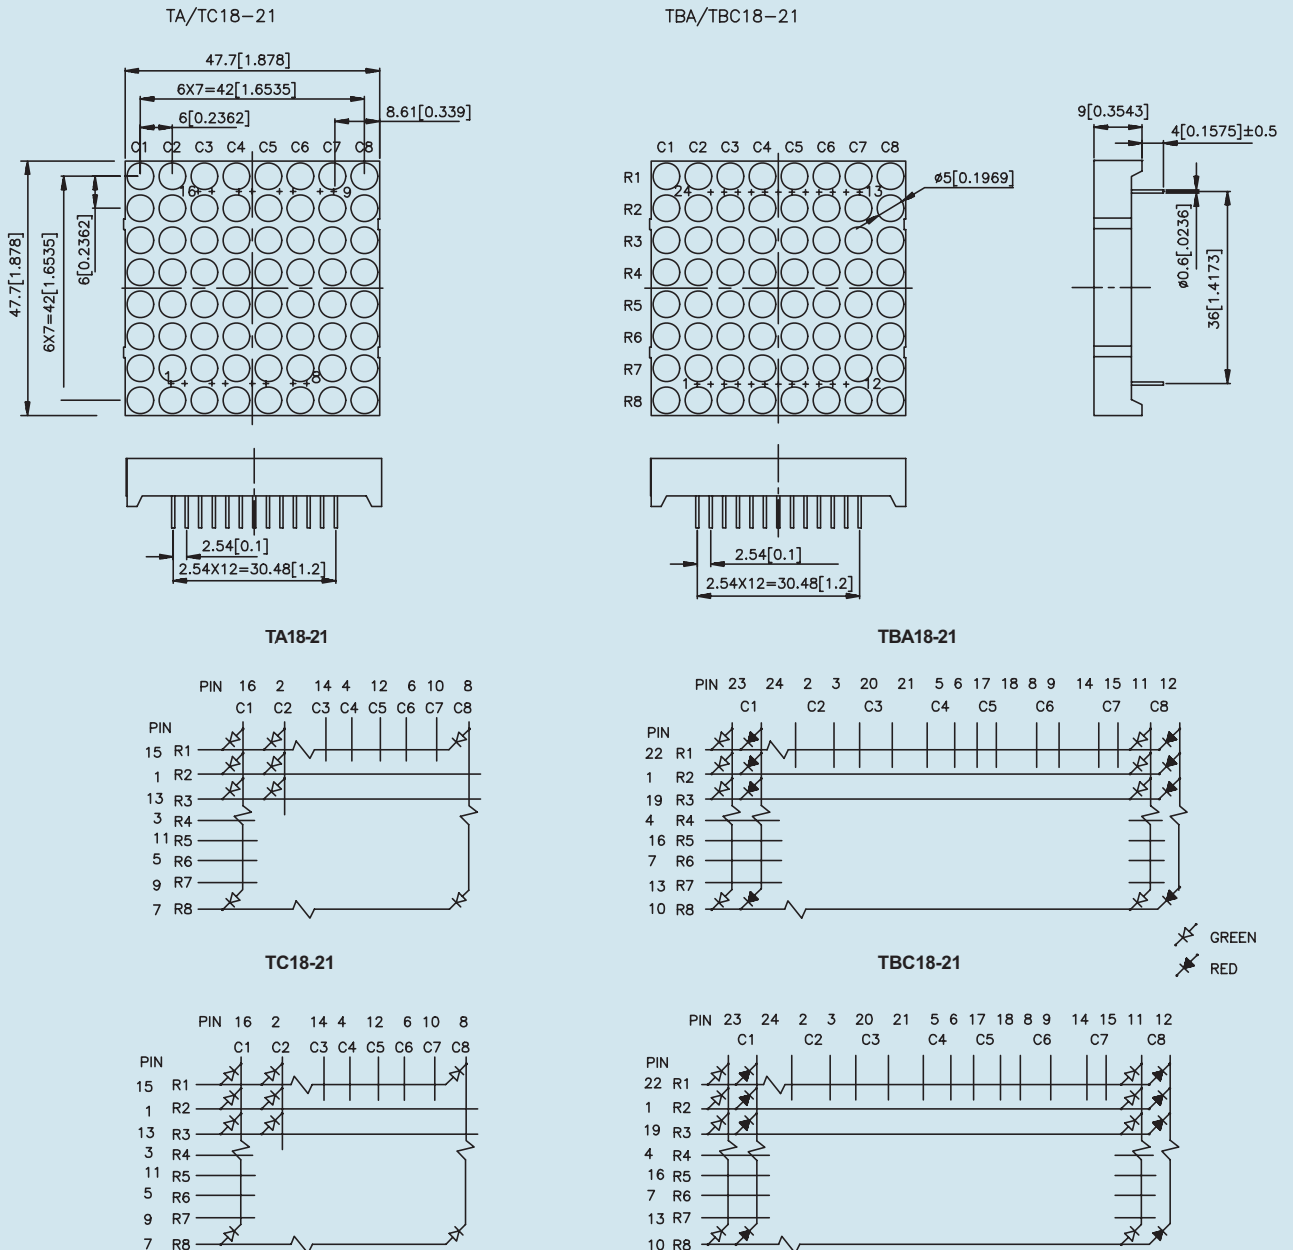 TA/TC18-21
TBA/TBC18-21
47.7[1.878]
6X7=42[1.6535]
6[0.2362]
8.61[0.339]
C1 C2 C3 C4 C5 C6 C7 C8
16 9
1 8
47.7[1.878]
6X7=42[1.6535]
6[0.2362]
C1 C2 C3 C4 C5 C6 C7 C8
R1
R2
R3
R4
R5
R6
R7
R8
24 13
1 12
ø5[0.1969]
9[0.3543]
4[0.1575]±0.5
ø0.6[.0236]
36[1.4173]
2.54[0.1]
2.54X12=30.48[1.2]
2.54[0.1]
2.54X12=30.48[1.2]
TA18-21
PIN 16 2 14 4 12 6 10 8
C1 C2 C3 C4 C5 C6 C7 C8
PIN
15 R1
1 R2
13 R3
3 R4
11 R5
5 R6
9 R7
7 R8
TBA18-21
PIN 23 24 2 3 20 21 5 6 17 18 8 9 14 15 11 12
C1 C2 C3 C4 C5 C6 C7 C8
PIN
22 R1
1 R2
19 R3
4 R4
16 R5
7 R6
13 R7
10 R8
GREEN
RED
TC18-21
PIN 16 2 14 4 12 6 10 8
C1 C2 C3 C4 C5 C6 C7 C8
PIN
15 R1
1 R2
13 R3
3 R4
11 R5
5 R6
9 R7
7 R8
TBC18-21
PIN 23 24 2 3 20 21 5 6 17 18 8 9 14 15 11 12
C1 C2 C3 C4 C5 C6 C7 C8
PIN
22 R1
1 R2
19 R3
4 R4
16 R5
7 R6
13 R7
10 R8